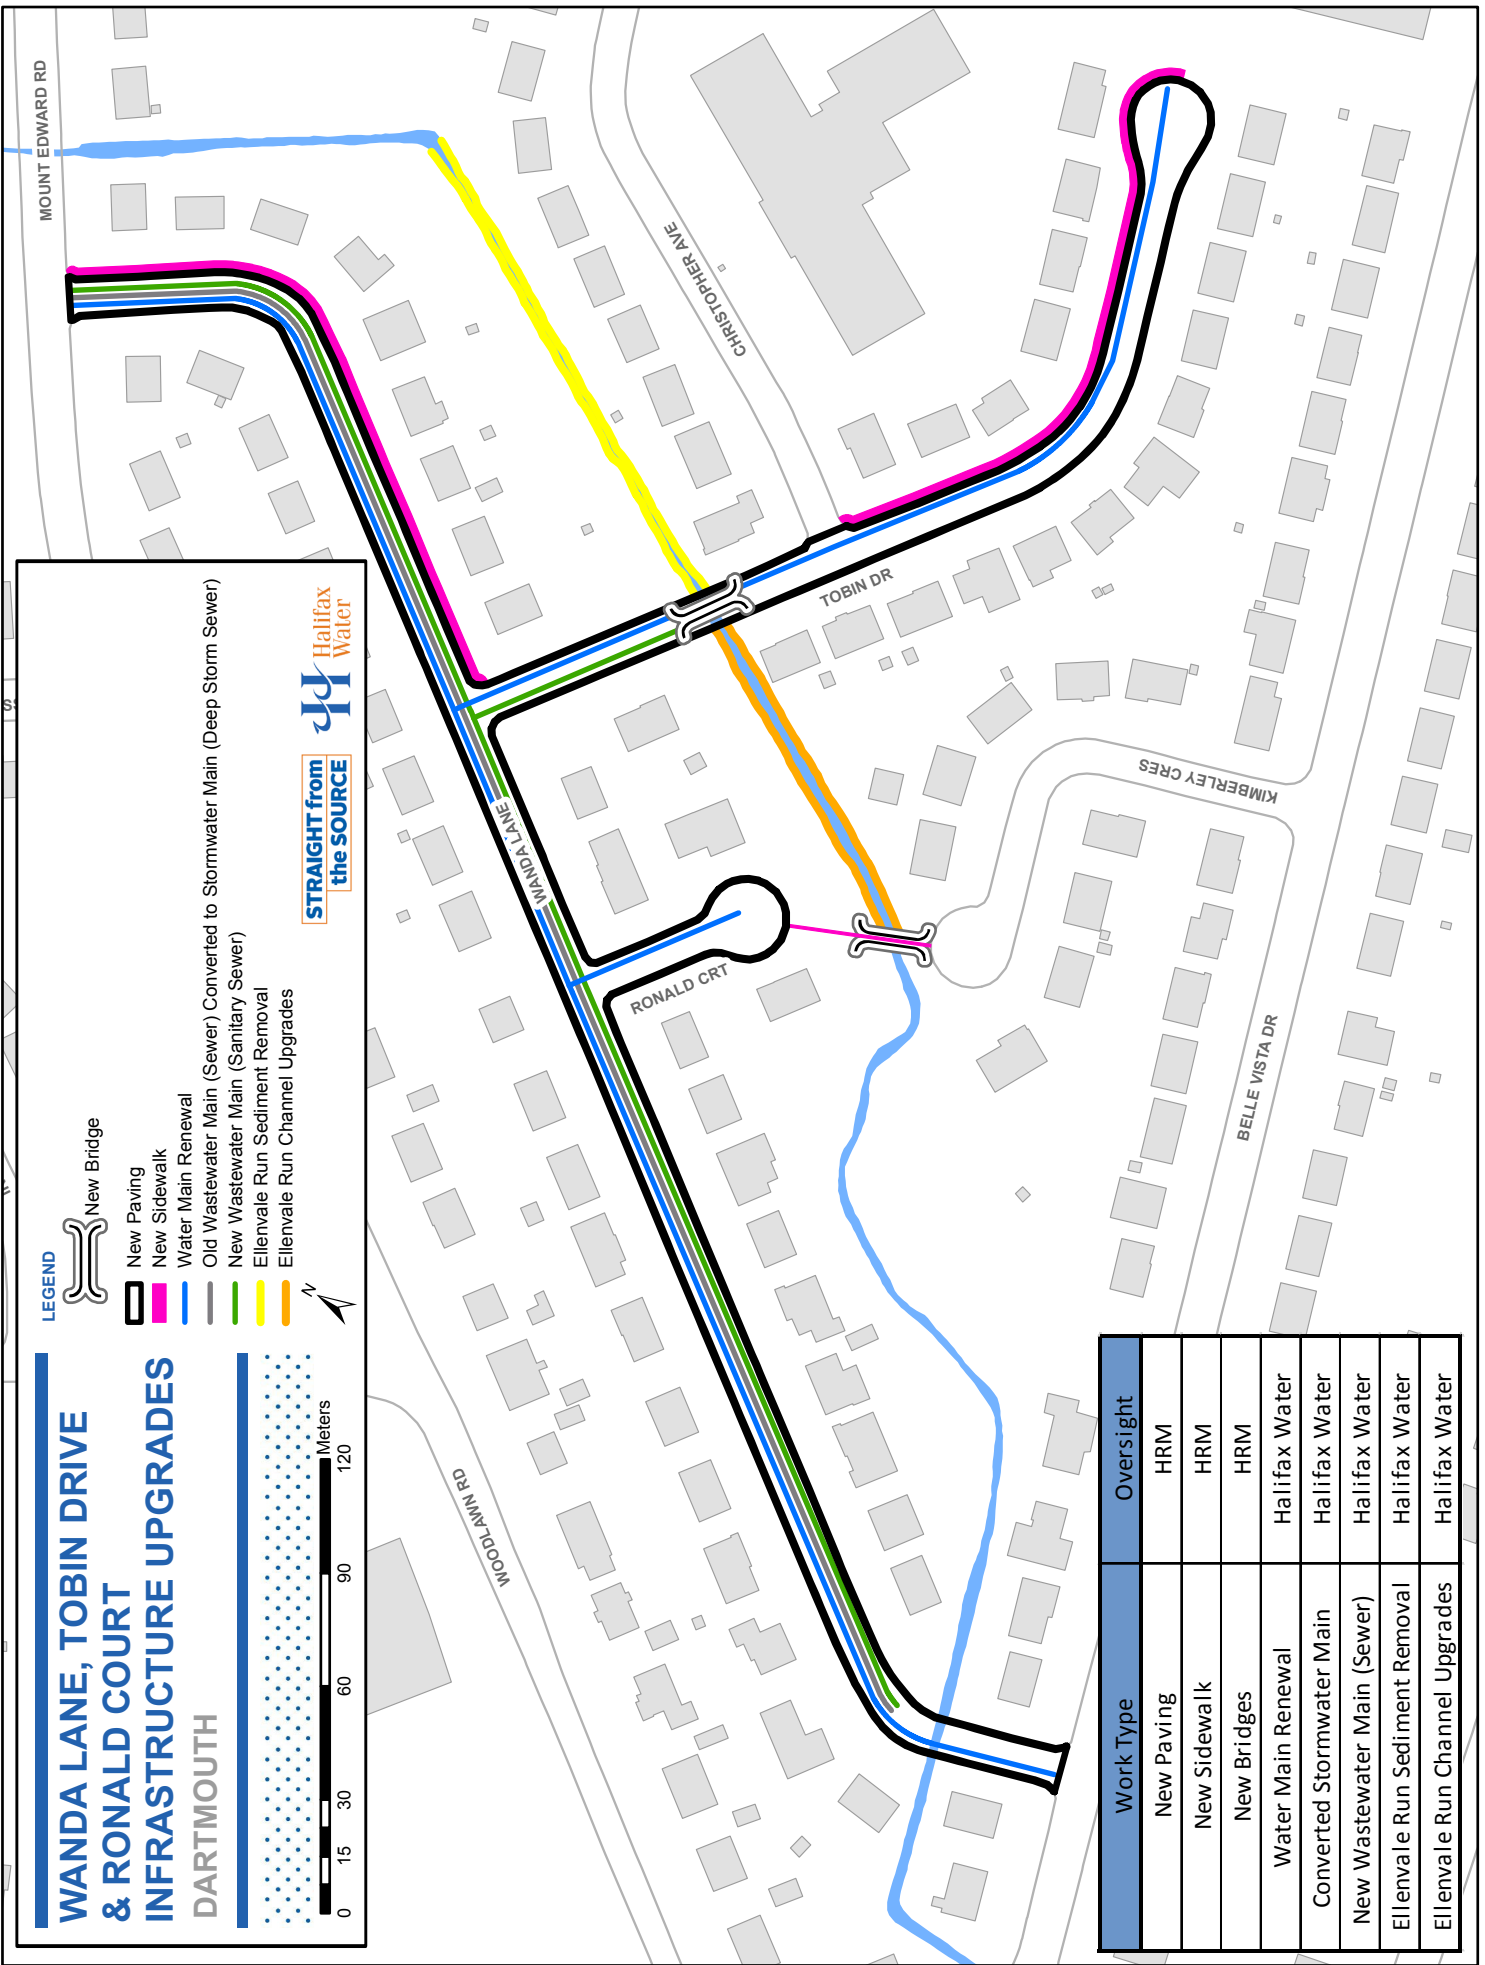 WANDA LANE, TOBIN DRIVE
& RONALD COURT
INFRASTRUCTURE UPGRADES
DARTMOUTH
0 15 30 60 90 120
Meters
LEGEND
New Bridge
New Paving
New Sidewalk
Water Main Renewal
Old Wastewater Main (Sewer) Converted to Stormwater Main (Deep Storm Sewer)
New Wastewater Main (Sanitary Sewer)
Ellenvale Run Sediment Removal
Ellenvale Run Channel Upgrades
N
STRAIGHT from
the SOURCE
Halifax
Water
MOUNT EDWARD RD
CHRISTOPHER AVE
TOBIN DR
WANDA LANE
RONALD CRT
KIMBERLEY CRES
BELLE VISTA DR
WOODLAWN RD
Work Type Oversight
New Paving HRM
New Sidewalk HRM
New Bridges HRM
Water Main Renewal Halifax Water
Converted Stormwater Main Halifax Water
New Wastewater Main (Sewer) Halifax Water
Ellenvale Run Sediment Removal Halifax Water
Ellenvale Run Channel Upgrades Halifax Water